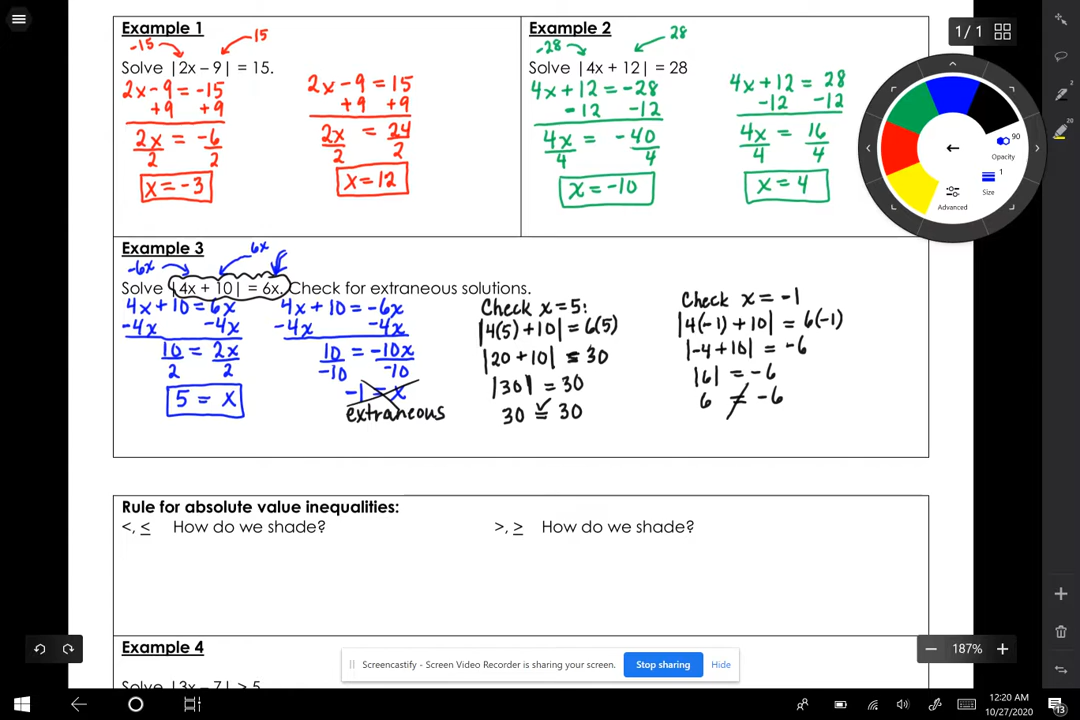 1 / 1
Example 1
-15
15
Solve |2x – 9| = 15.
2x - 9 = -15
+9 +9
2x = -6
2 2
x = -3
2x - 9 = 15
+9 +9
2x = 24
2 2
x = 12
Example 2
-28
28
Solve |4x + 12| = 28
4x + 12 = -28
-12 -12
4x = -40
4 4
x = -10
4x + 12 = 28
-12 -12
4x = 16
4 4
x = 4
90
Opacity
1
Size
Advanced
Example 3
-6x
6x
Solve |4x + 10| = 6x. Check for extraneous solutions.
4x + 10 = 6x
-4x -4x
10 = 2x
2 2
5 = x
4x + 10 = -6x
-4x -4x
10 = -10x
-10 -10
-1 = x
extraneous
Check x = 5:
|4(5) + 10| = 6(5)
|20 + 10| = 30
|30| = 30
30 = 30
Check x = -1
|4(-1) + 10| = 6(-1)
|-4 + 10| = -6
|6| = -6
6 ≠ -6
Rule for absolute value inequalities:
<, ≤ How do we shade?
>, ≥ How do we shade?
Example 4
Solve |3x – 7| > 5
20
187%
Screencastify - Screen Video Recorder is sharing your screen.
Stop sharing
Hide
12:20 AM
10/27/2020
13